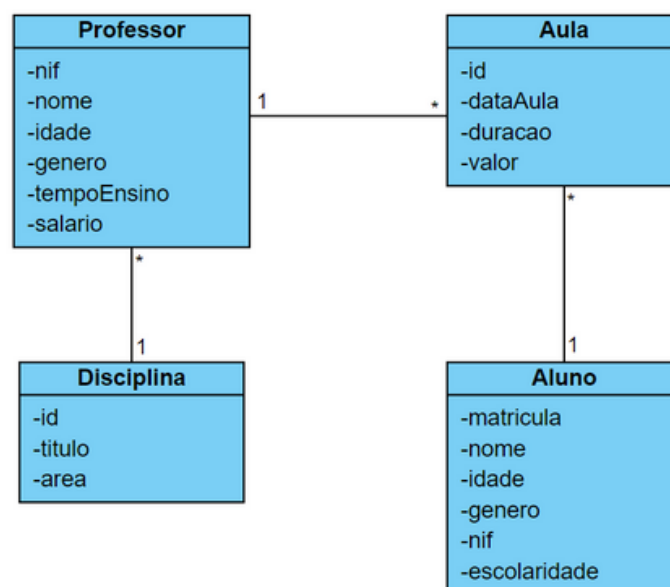 Professor
-nif
-nome
-idade
-genero
-tempoEnsino
-salario
1
*
Aula
-id
-dataAula
-duracao
-valor
*
1
Disciplina
-id
-titulo
-area
*
1
Aluno
-matricula
-nome
-idade
-genero
-nif
-escolaridade